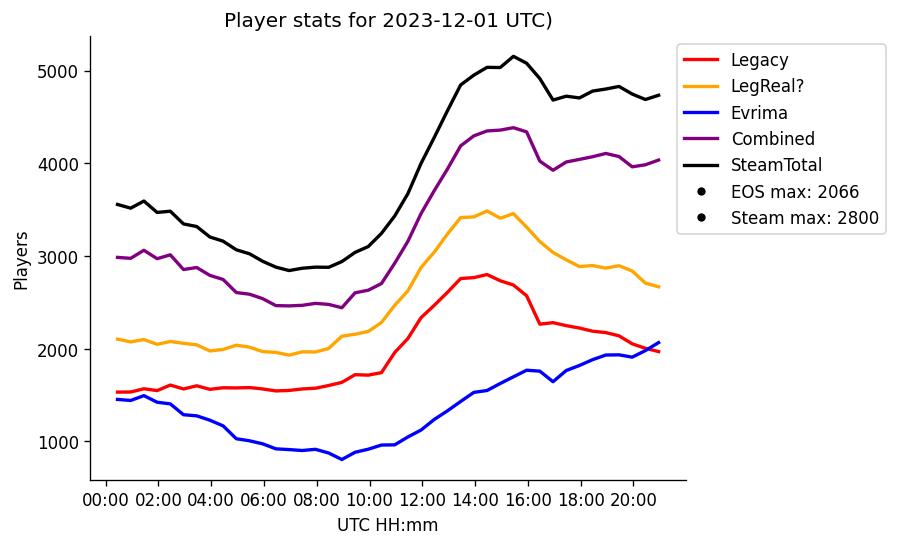 Player stats for 2023-12-01 UTC)
Legacy
LegReal?
Evrima
Combined
SteamTotal
EOS max: 2066
Steam max: 2800
Players
5000
4000
3000
2000
1000
00:00 02:00 04:00 06:00 08:00 10:00 12:00 14:00 16:00 18:00 20:00
UTC HH:mm